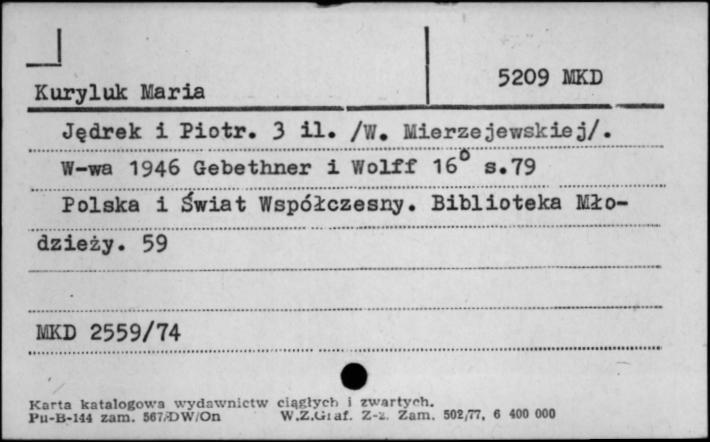 5209 MKD
Kuryluk Maria
Jędrek i Piotr. 3 il. /W. Mierzejewskiej/.
W-wa 1946 Gebethner i Wolff 16° s.79
Polska i Świat Współczesny. Biblioteka Mło-
dzieży. 59
MKD 2559/74
Karta katalogowa wydawnictw ciągłych i zwartych.
Pu-B-144 zam. 567/DW/On W.Z.Graf. Z-z. Zam. 502/77, 6 400 000